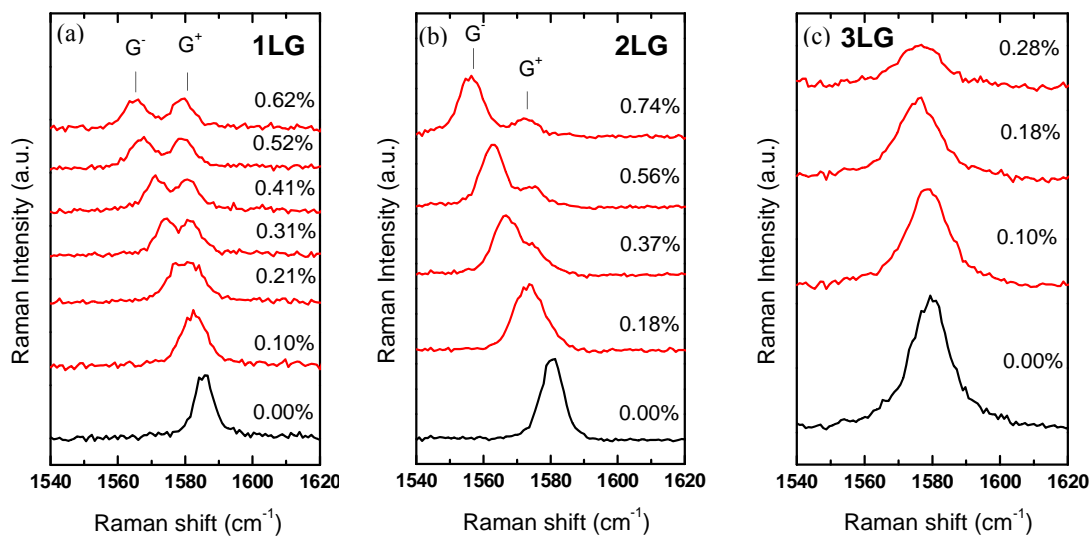 (a)
G-
G+
1LG
0.62%
0.52%
0.41%
0.31%
0.21%
0.10%
0.00%
Raman Intensity (a.u.)
1540 1560 1580 1600 1620
Raman shift (cm-1)
(b)
G-
G+
2LG
0.74%
0.56%
0.37%
0.18%
0.00%
Raman Intensity (a.u.)
1540 1560 1580 1600 1620
Raman shift (cm-1)
(c) 3LG
0.28%
0.18%
0.10%
0.00%
Raman Intensity (a.u.)
1540 1560 1580 1600 1620
Raman shift (cm-1)